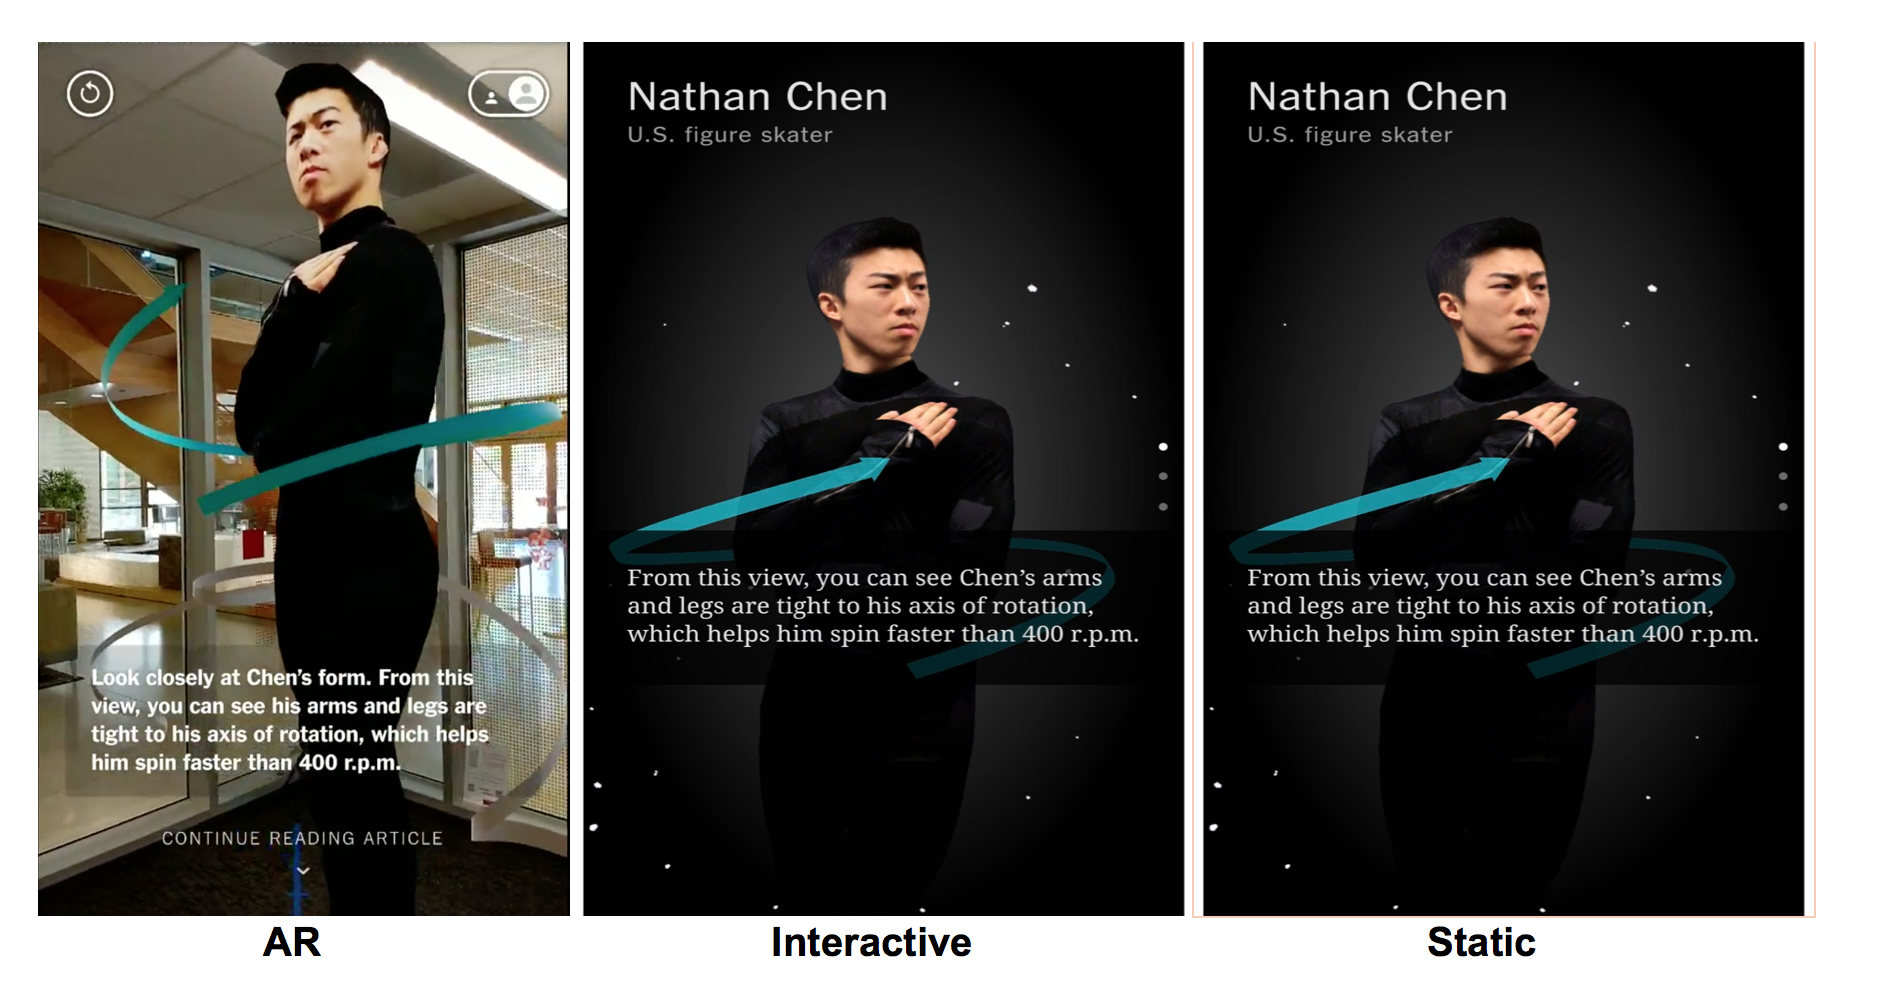 Look closely at Chen’s form. From this
view, you can see his arms and legs are
tight to his axis of rotation, which helps
him spin faster than 400 r.p.m.
CONTINUE READING ARTICLE
AR
Nathan Chen
U.S. figure skater
From this view, you can see Chen’s arms
and legs are tight to his axis of rotation,
which helps him spin faster than 400 r.p.m.
Interactive
Nathan Chen
U.S. figure skater
From this view, you can see Chen’s arms
and legs are tight to his axis of rotation,
which helps him spin faster than 400 r.p.m.
Static